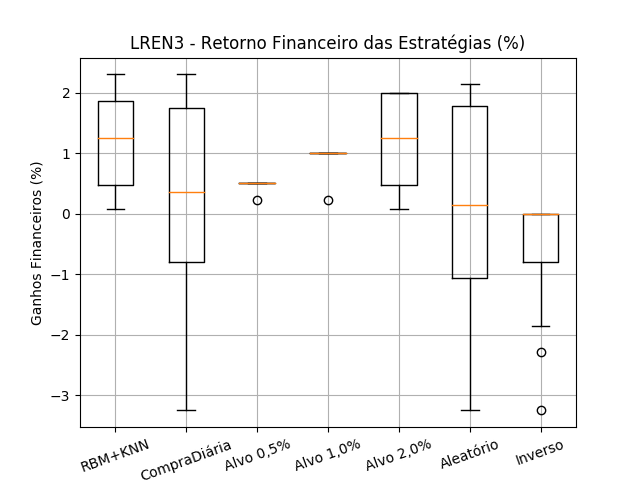 LREN3 - Retorno Financeiro das Estratégias (%)
Ganhos Financeiros (%)
2
1
0
−1
−2
−3
RBM+KNN
CompraDiária
Alvo 0,5%
Alvo 1,0%
Alvo 2,0%
Aleatório
Inverso